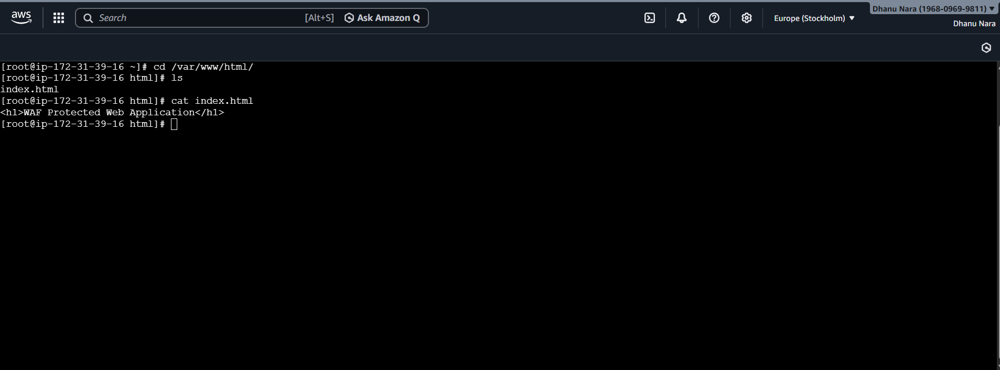 aws
Search [Alt+S] Ask Amazon Q
Europe (Stockholm) ▼
Dhanu Nara (1968-0969-9811) ▼
Dhanu Nara
[root@ip-172-31-39-16 ~]# cd /var/www/html/
[root@ip-172-31-39-16 html]# ls
index.html
[root@ip-172-31-39-16 html]# cat index.html
<h1>WAF Protected Web Application</h1>
[root@ip-172-31-39-16 html]#